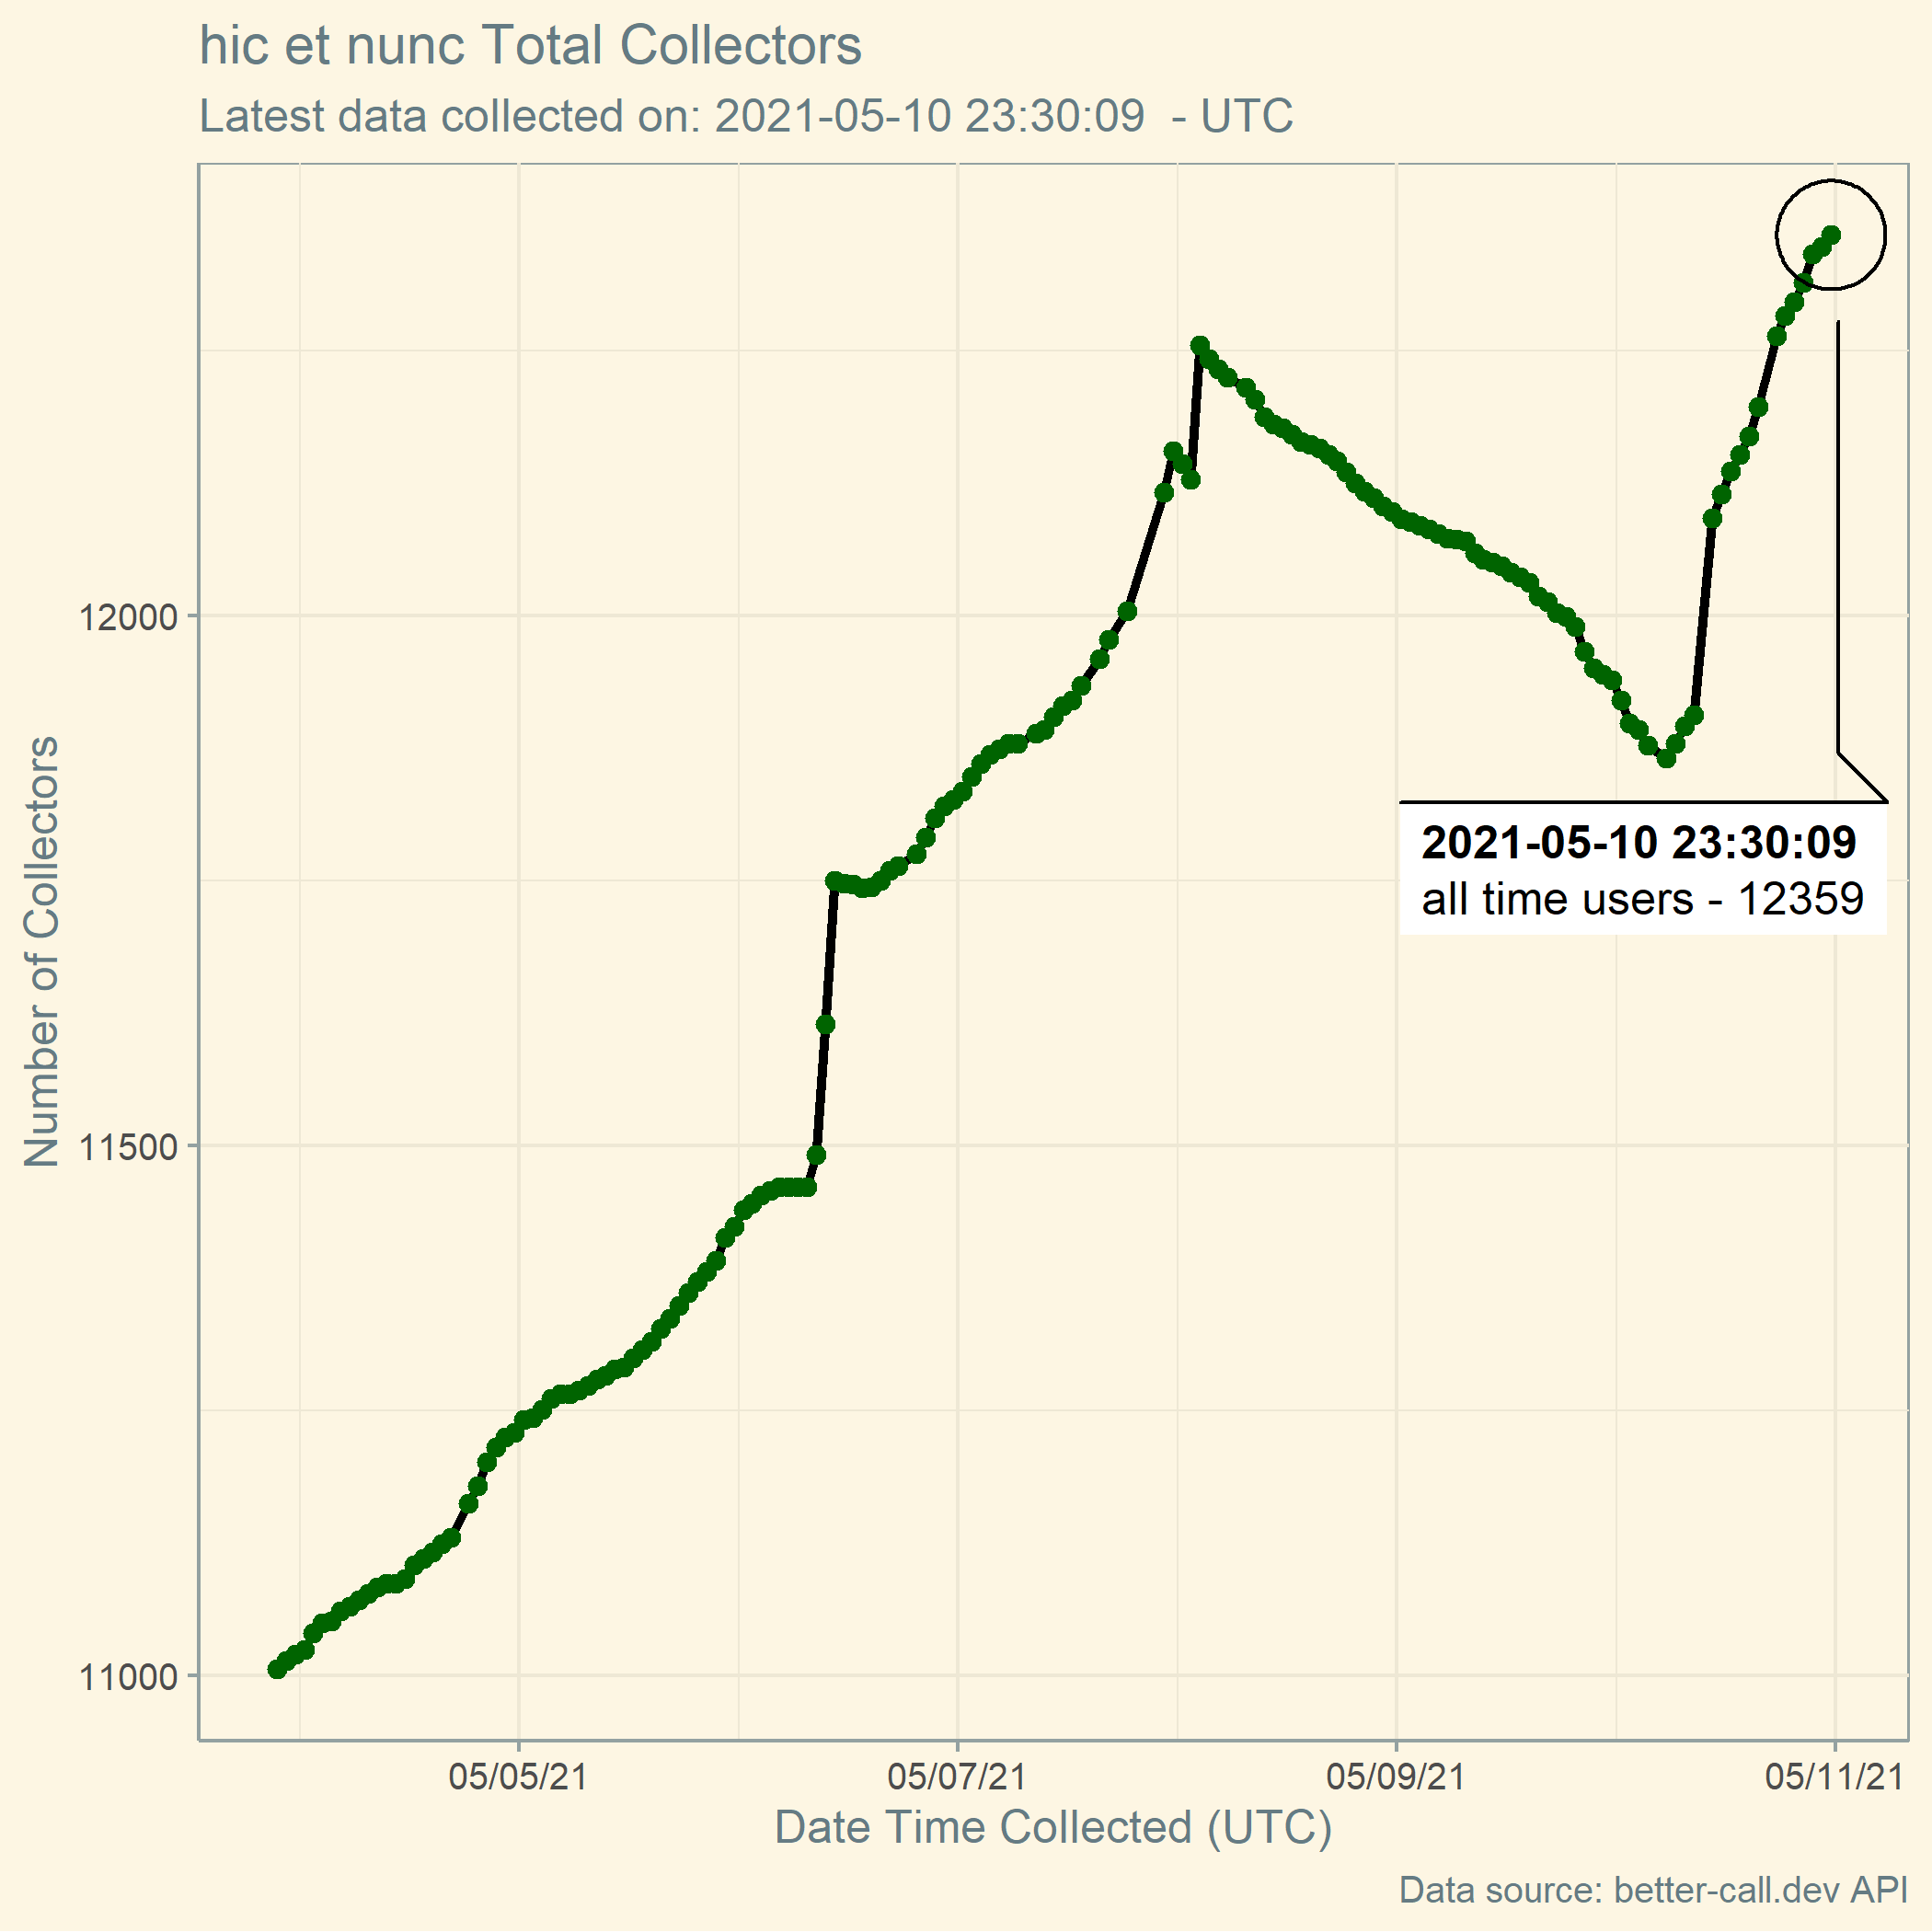 hic et nunc Total Collectors
Latest data collected on: 2021-05-10 23:30:09  - UTC
Number of Collectors
12000
11500
11000
2021-05-10 23:30:09
all time users - 12359
05/05/21
05/07/21
05/09/21
05/11/21
Date Time Collected (UTC)
Data source: better-call.dev API